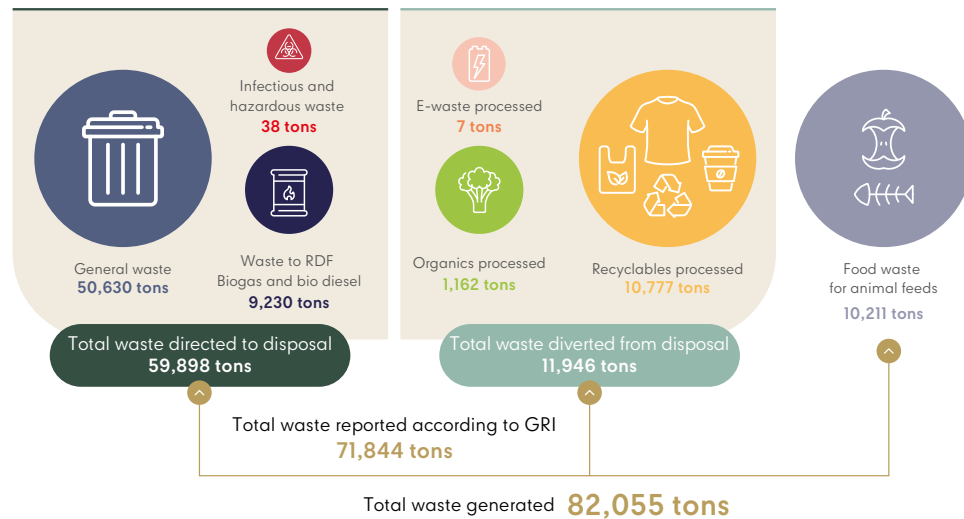 General waste
50,630 tons
Infectious and
hazardous waste
38 tons
Waste to RDF
Biogas and bio diesel
9,230 tons
Total waste directed to disposal
59,898 tons
E-waste processed
7 tons
Organics processed
1,162 tons
Recyclables processed
10,777 tons
Total waste diverted from disposal
11,946 tons
Food waste
for animal feeds
10,211 tons
Total waste reported according to GRI
71,844 tons
Total waste generated 82,055 tons